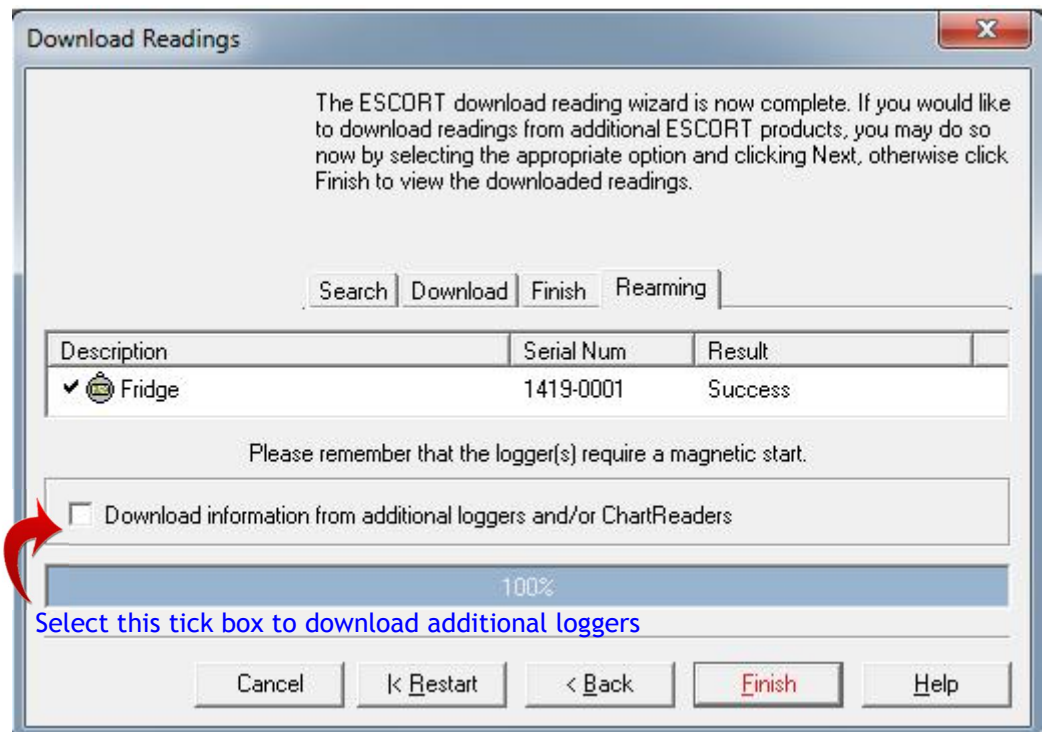 Download Readings
x
The ESCORT download reading wizard is now complete. If you would like
to download readings from additional ESCORT products, you may do so
now by selecting the appropriate option and clicking Next, otherwise click
Finish to view the downloaded readings.
Search Download Finish Rearming
Description Serial Num Result
Fridge 1419-0001 Success
Please remember that the logger(s) require a magnetic start.
Download information from additional loggers and/or ChartReaders
100%
Select this tick box to download additional loggers
Cancel |< Restart < Back Finish Help